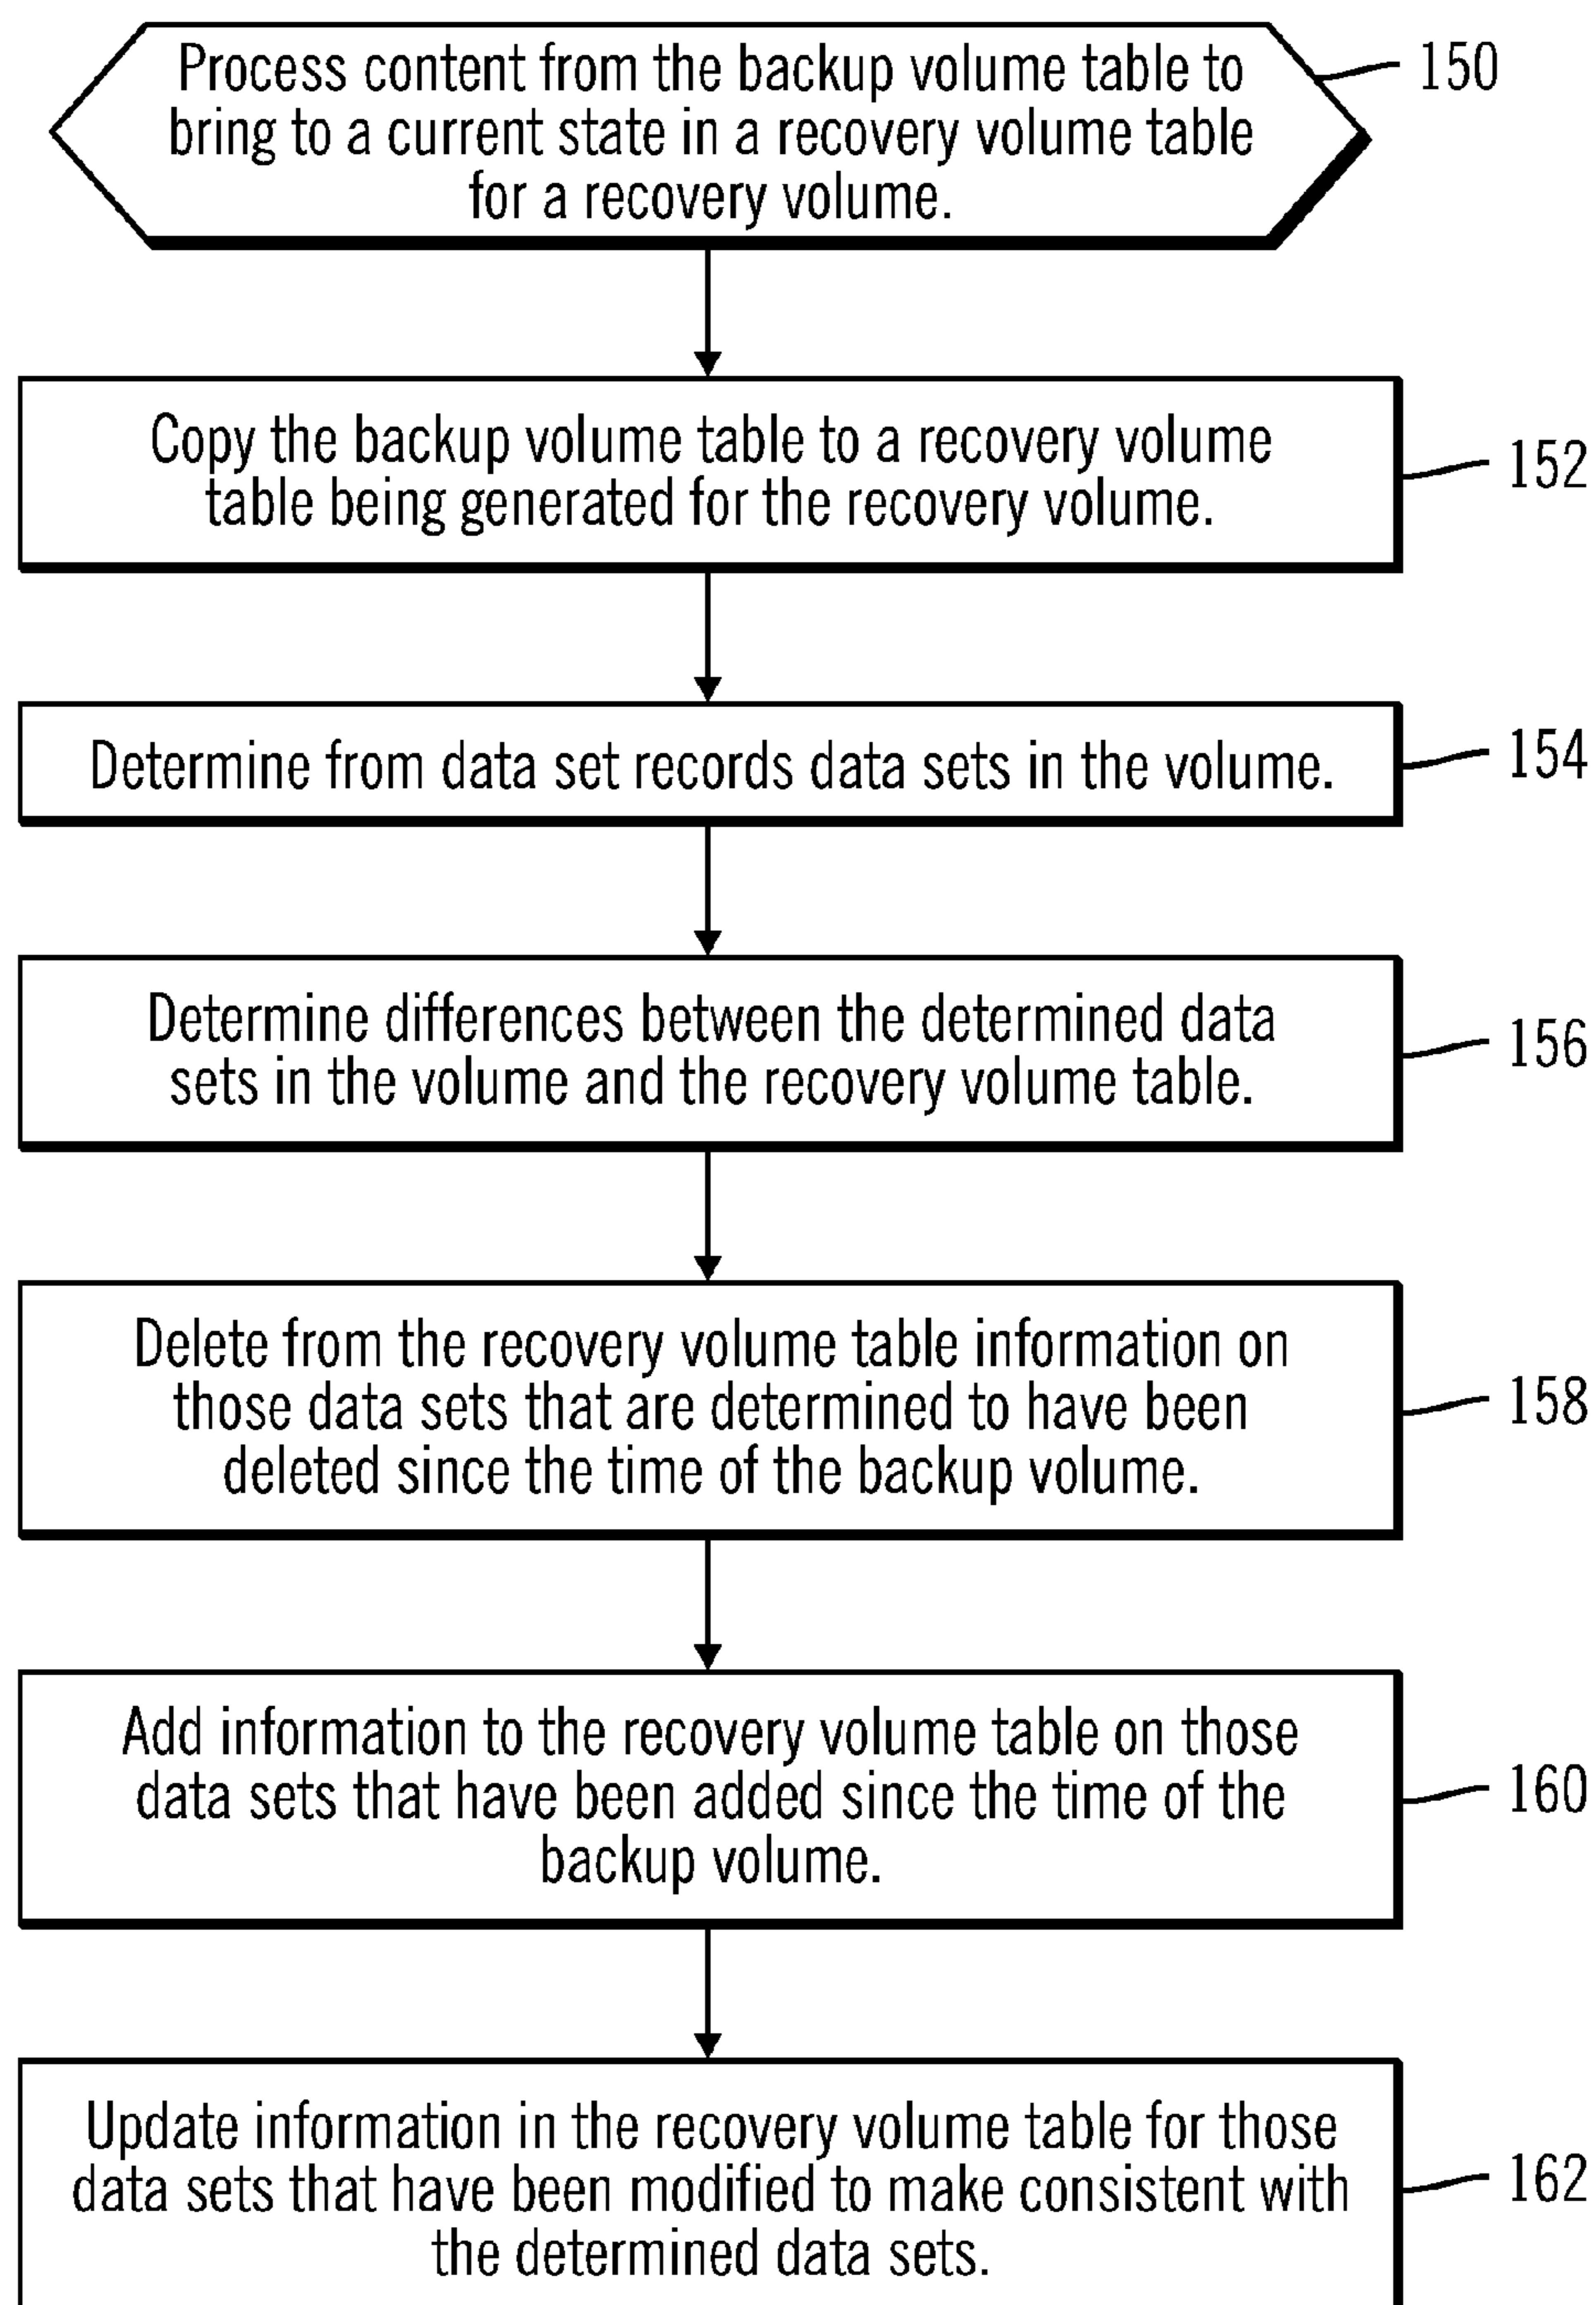 Process content from the backup volume table to
bring to a current state in a recovery volume table
for a recovery volume.
150
Copy the backup volume table to a recovery volume
table being generated for the recovery volume.
152
Determine from data set records data sets in the volume.
154
Determine differences between the determined data
sets in the volume and the recovery volume table.
156
Delete from the recovery volume table information on
those data sets that are determined to have been
deleted since the time of the backup volume.
158
Add information to the recovery volume table on those
data sets that have been added since the time of the
backup volume.
160
Update information in the recovery volume table for those
data sets that have been modified to make consistent with
the determined data sets.
162